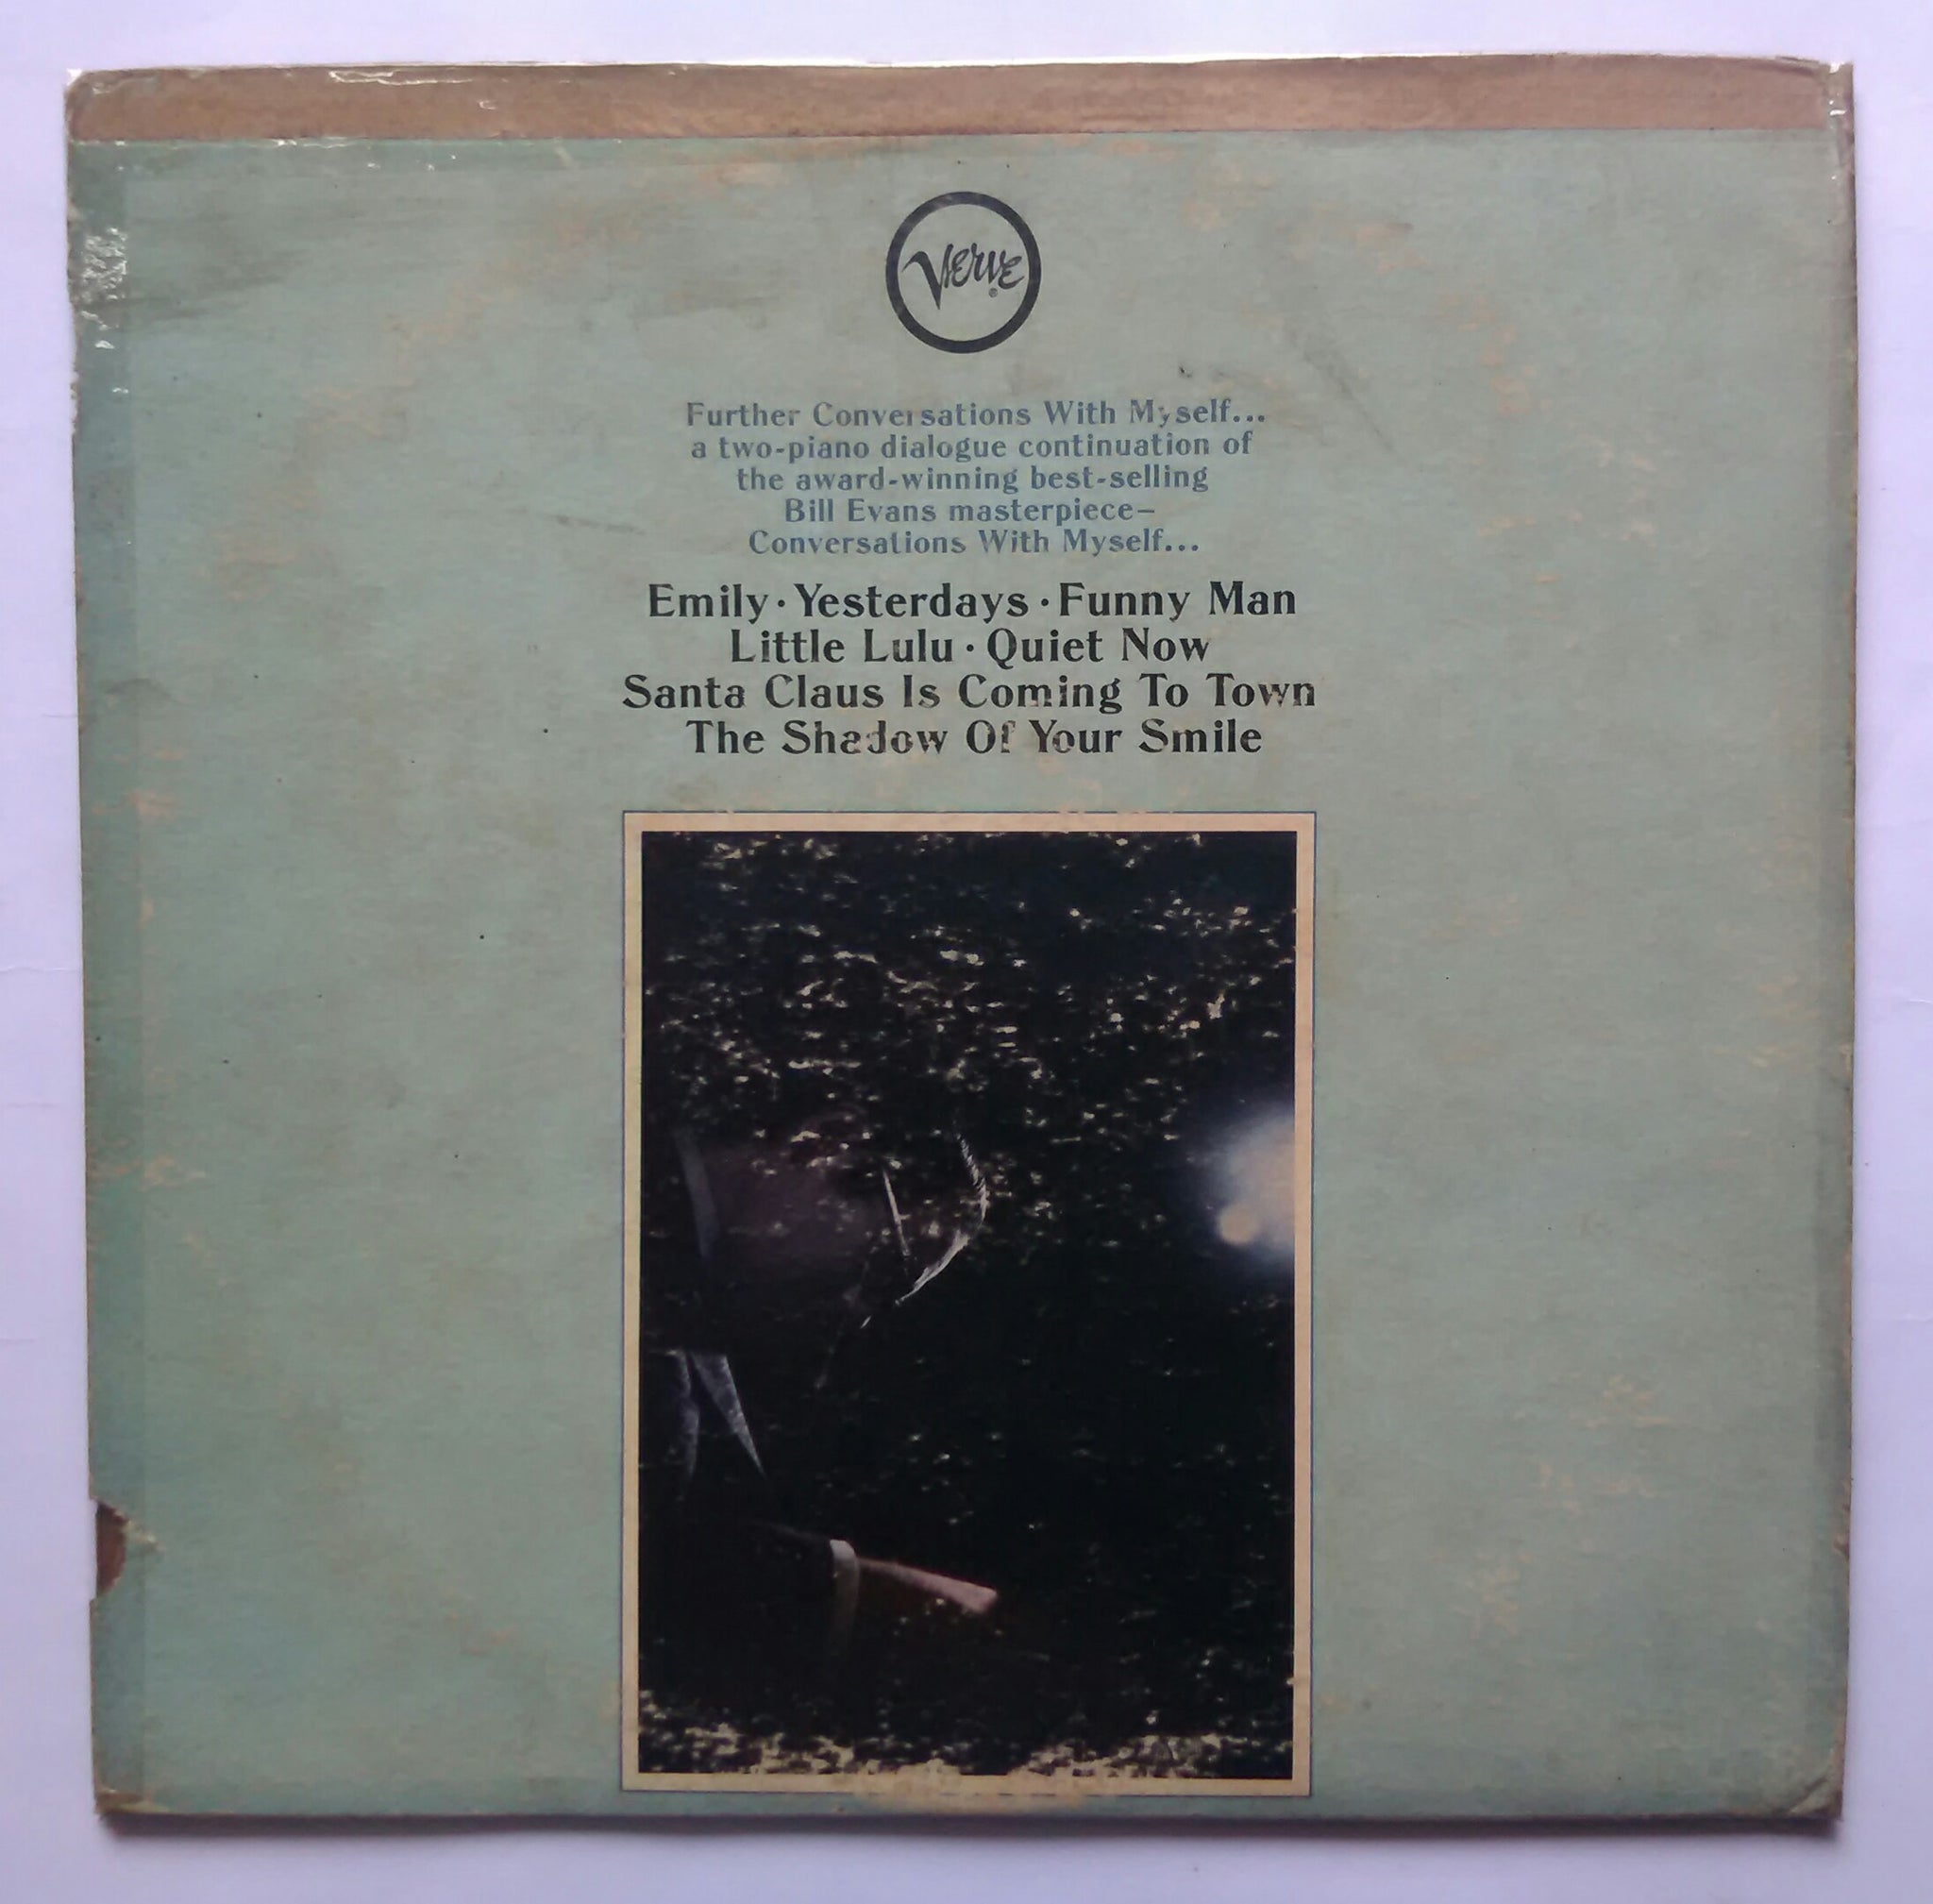 Verve
Further Conversations With Myself...
a two-piano dialogue continuation of
the award-winning best-selling
Bill Evans masterpiece–
Conversations With Myself...
Emily · Yesterdays · Funny Man
Little Lulu · Quiet Now
Santa Claus Is Coming To Town
The Shadow Of Your Smile